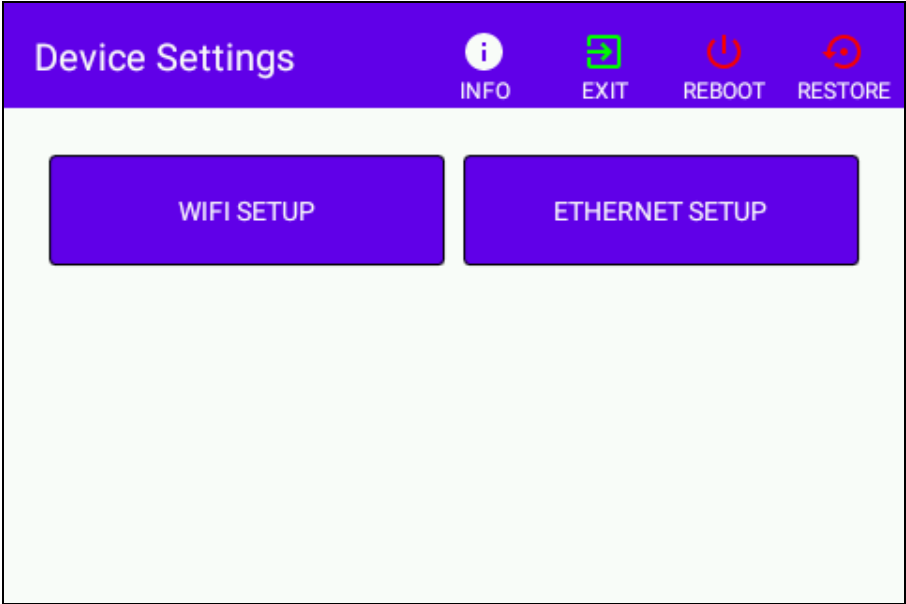 Device Settings
INFO EXIT REBOOT RESTORE
WIFI SETUP ETHERNET SETUP